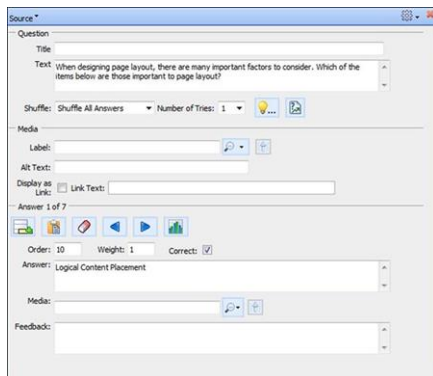 Source
Question
Title
Text When designing page layout, there are many important factors to consider. Which of the
items below are those important to page layout?
Shuffle: Shuffle All Answers Number of Tries: 1 ...
Media
Label:
Alt Text:
Display as
Link: Link Text:
Answer 1 of 7
Order: 10 Weight: 1 Correct:
Answer: Logical Content Placement
Media:
Feedback: